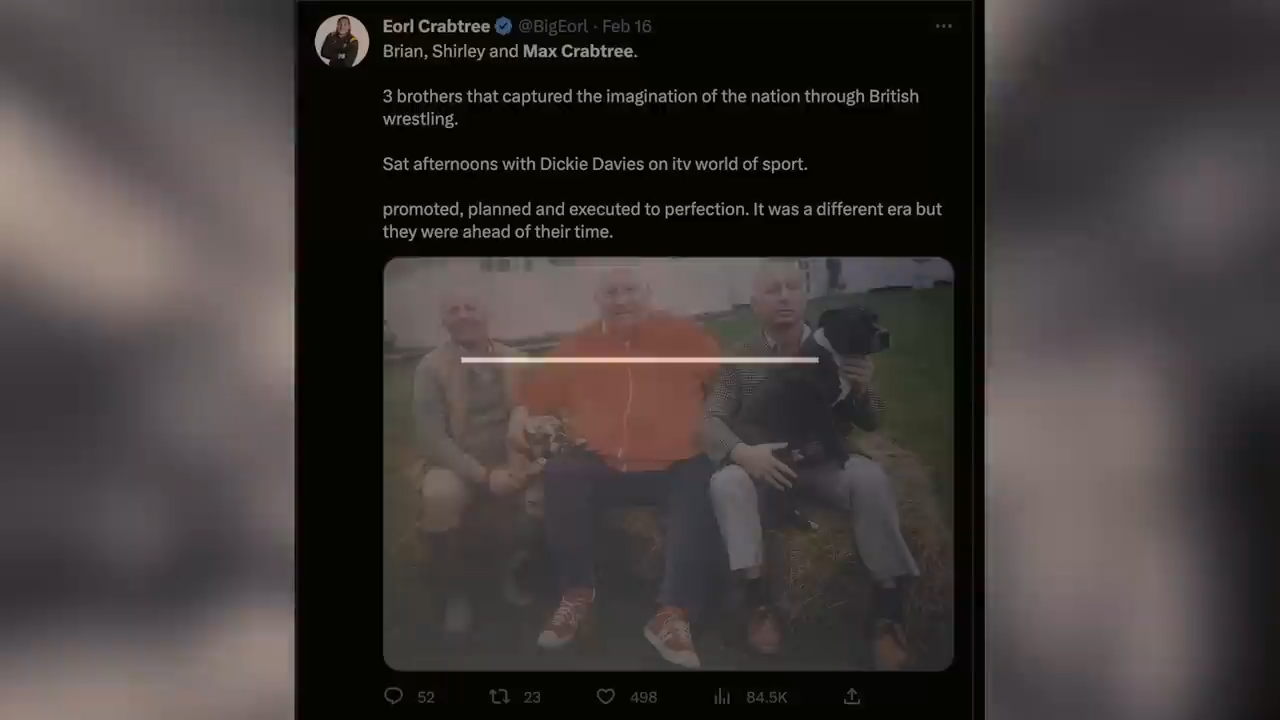 Eorl Crabtree @BigEorl · Feb 16
Brian, Shirley and Max Crabtree.
3 brothers that captured the imagination of the nation through British
wrestling.
Sat afternoons with Dickie Davies on itv world of sport.
promoted, planned and executed to perfection. It was a different era but
they were ahead of their time.
52 23 498 84.5K